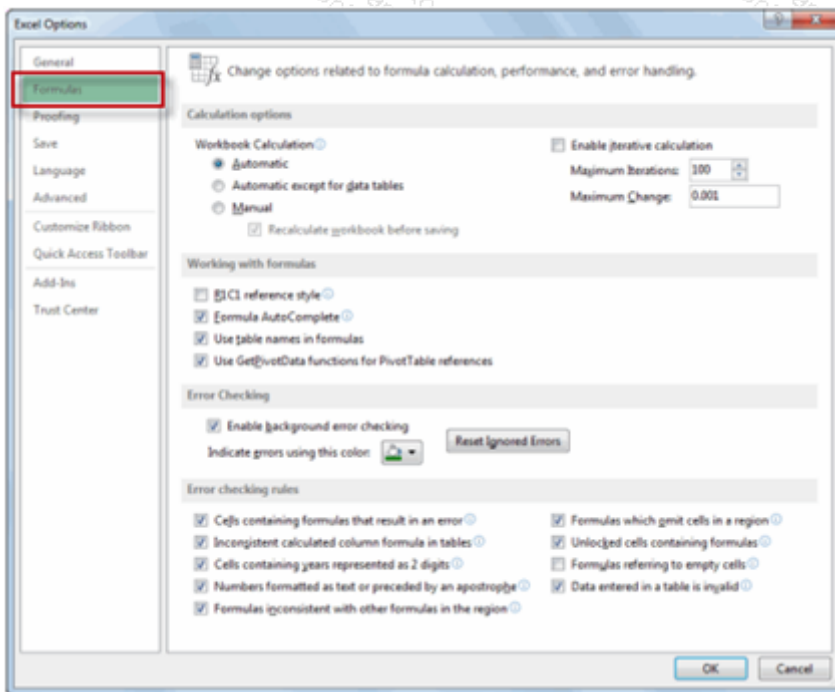 Excel Options
General
Formulas
Proofing
Save
Language
Advanced
Customize Ribbon
Quick Access Toolbar
Add-Ins
Trust Center
Change options related to formula calculation, performance, and error handling.
Calculation options
Workbook Calculation
Automatic
Automatic except for data tables
Manual
Recalculate workbook before saving
Enable iterative calculation
Maximum Iterations: 100
Maximum Change: 0.001
Working with formulas
R1C1 reference style
Formula AutoComplete
Use table names in formulas
Use GetPivotData functions for PivotTable references
Error Checking
Enable background error checking
Indicate errors using this color:
Reset Ignored Errors
Error checking rules
Cells containing formulas that result in an error
Inconsistent calculated column formula in tables
Cells containing years represented as 2 digits
Numbers formatted as text or preceded by an apostrophe
Formulas inconsistent with other formulas in the region
Formulas which omit cells in a region
Unlocked cells containing formulas
Formulas referring to empty cells
Data entered in a table is invalid
OK Cancel